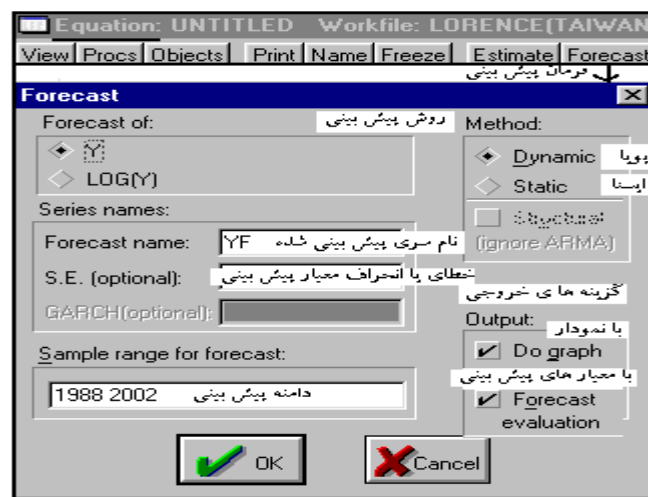 Equation: UNTITLED Workfile: LORENCE(TAIWAN
View Procs Objects Print Name Freeze Estimate Forecast
فرمان پیش بینی
Forecast
Forecast of:
روش پیش بینی
Method:
Y
Dynamic پویا
LOG(Y)
Static ایستا
Series names:
Structural
(ignore ARMA)
Forecast name: YF نام سری پیش بینی شده
S.E. (optional): خطای یا انحراف معیار پیش بینی
GARCH(optional):
گزینه های خروجی
Output:
با نمودار
Do graph
Sample range for forecast:
با معیار های پیش بینی
1988 2002 دامنه پیش بینی
Forecast
evaluation
OK
Cancel